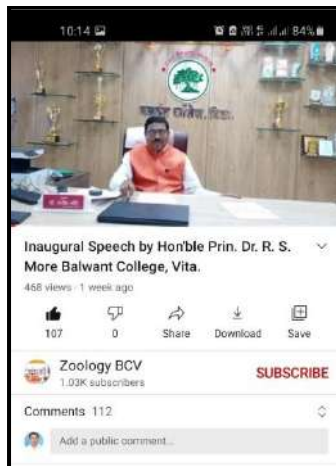 10:14
84%
Inaugural Speech by Hon'ble Prin. Dr. R. S.
More Balwant College, Vita.
468 views · 1 week ago
107
0
Share
Download
Save
Zoology BCV
1.03K subscribers
SUBSCRIBE
Comments 112
Add a public comment...